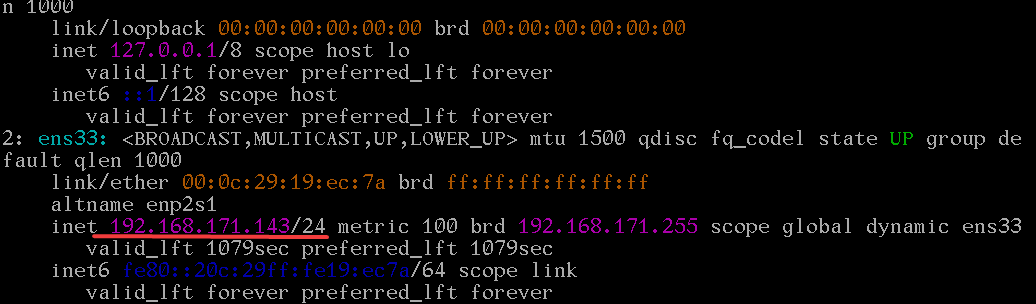 n 1000
link/loopback 00:00:00:00:00:00 brd 00:00:00:00:00:00
inet 127.0.0.1/8 scope host lo
valid_lft forever preferred_lft forever
inet6 ::1/128 scope host
valid_lft forever preferred_lft forever
2: ens33: <BROADCAST,MULTICAST,UP,LOWER_UP> mtu 1500 qdisc fq_codel state UP group de
fault qlen 1000
link/ether 00:0c:29:19:ec:7a brd ff:ff:ff:ff:ff:ff
altname enp2s1
inet 192.168.171.143/24 metric 100 brd 192.168.171.255 scope global dynamic ens33
valid_lft 1079sec preferred_lft 1079sec
inet6 fe80::20c:29ff:fe19:ec7a/64 scope link
valid_lft forever preferred_lft forever